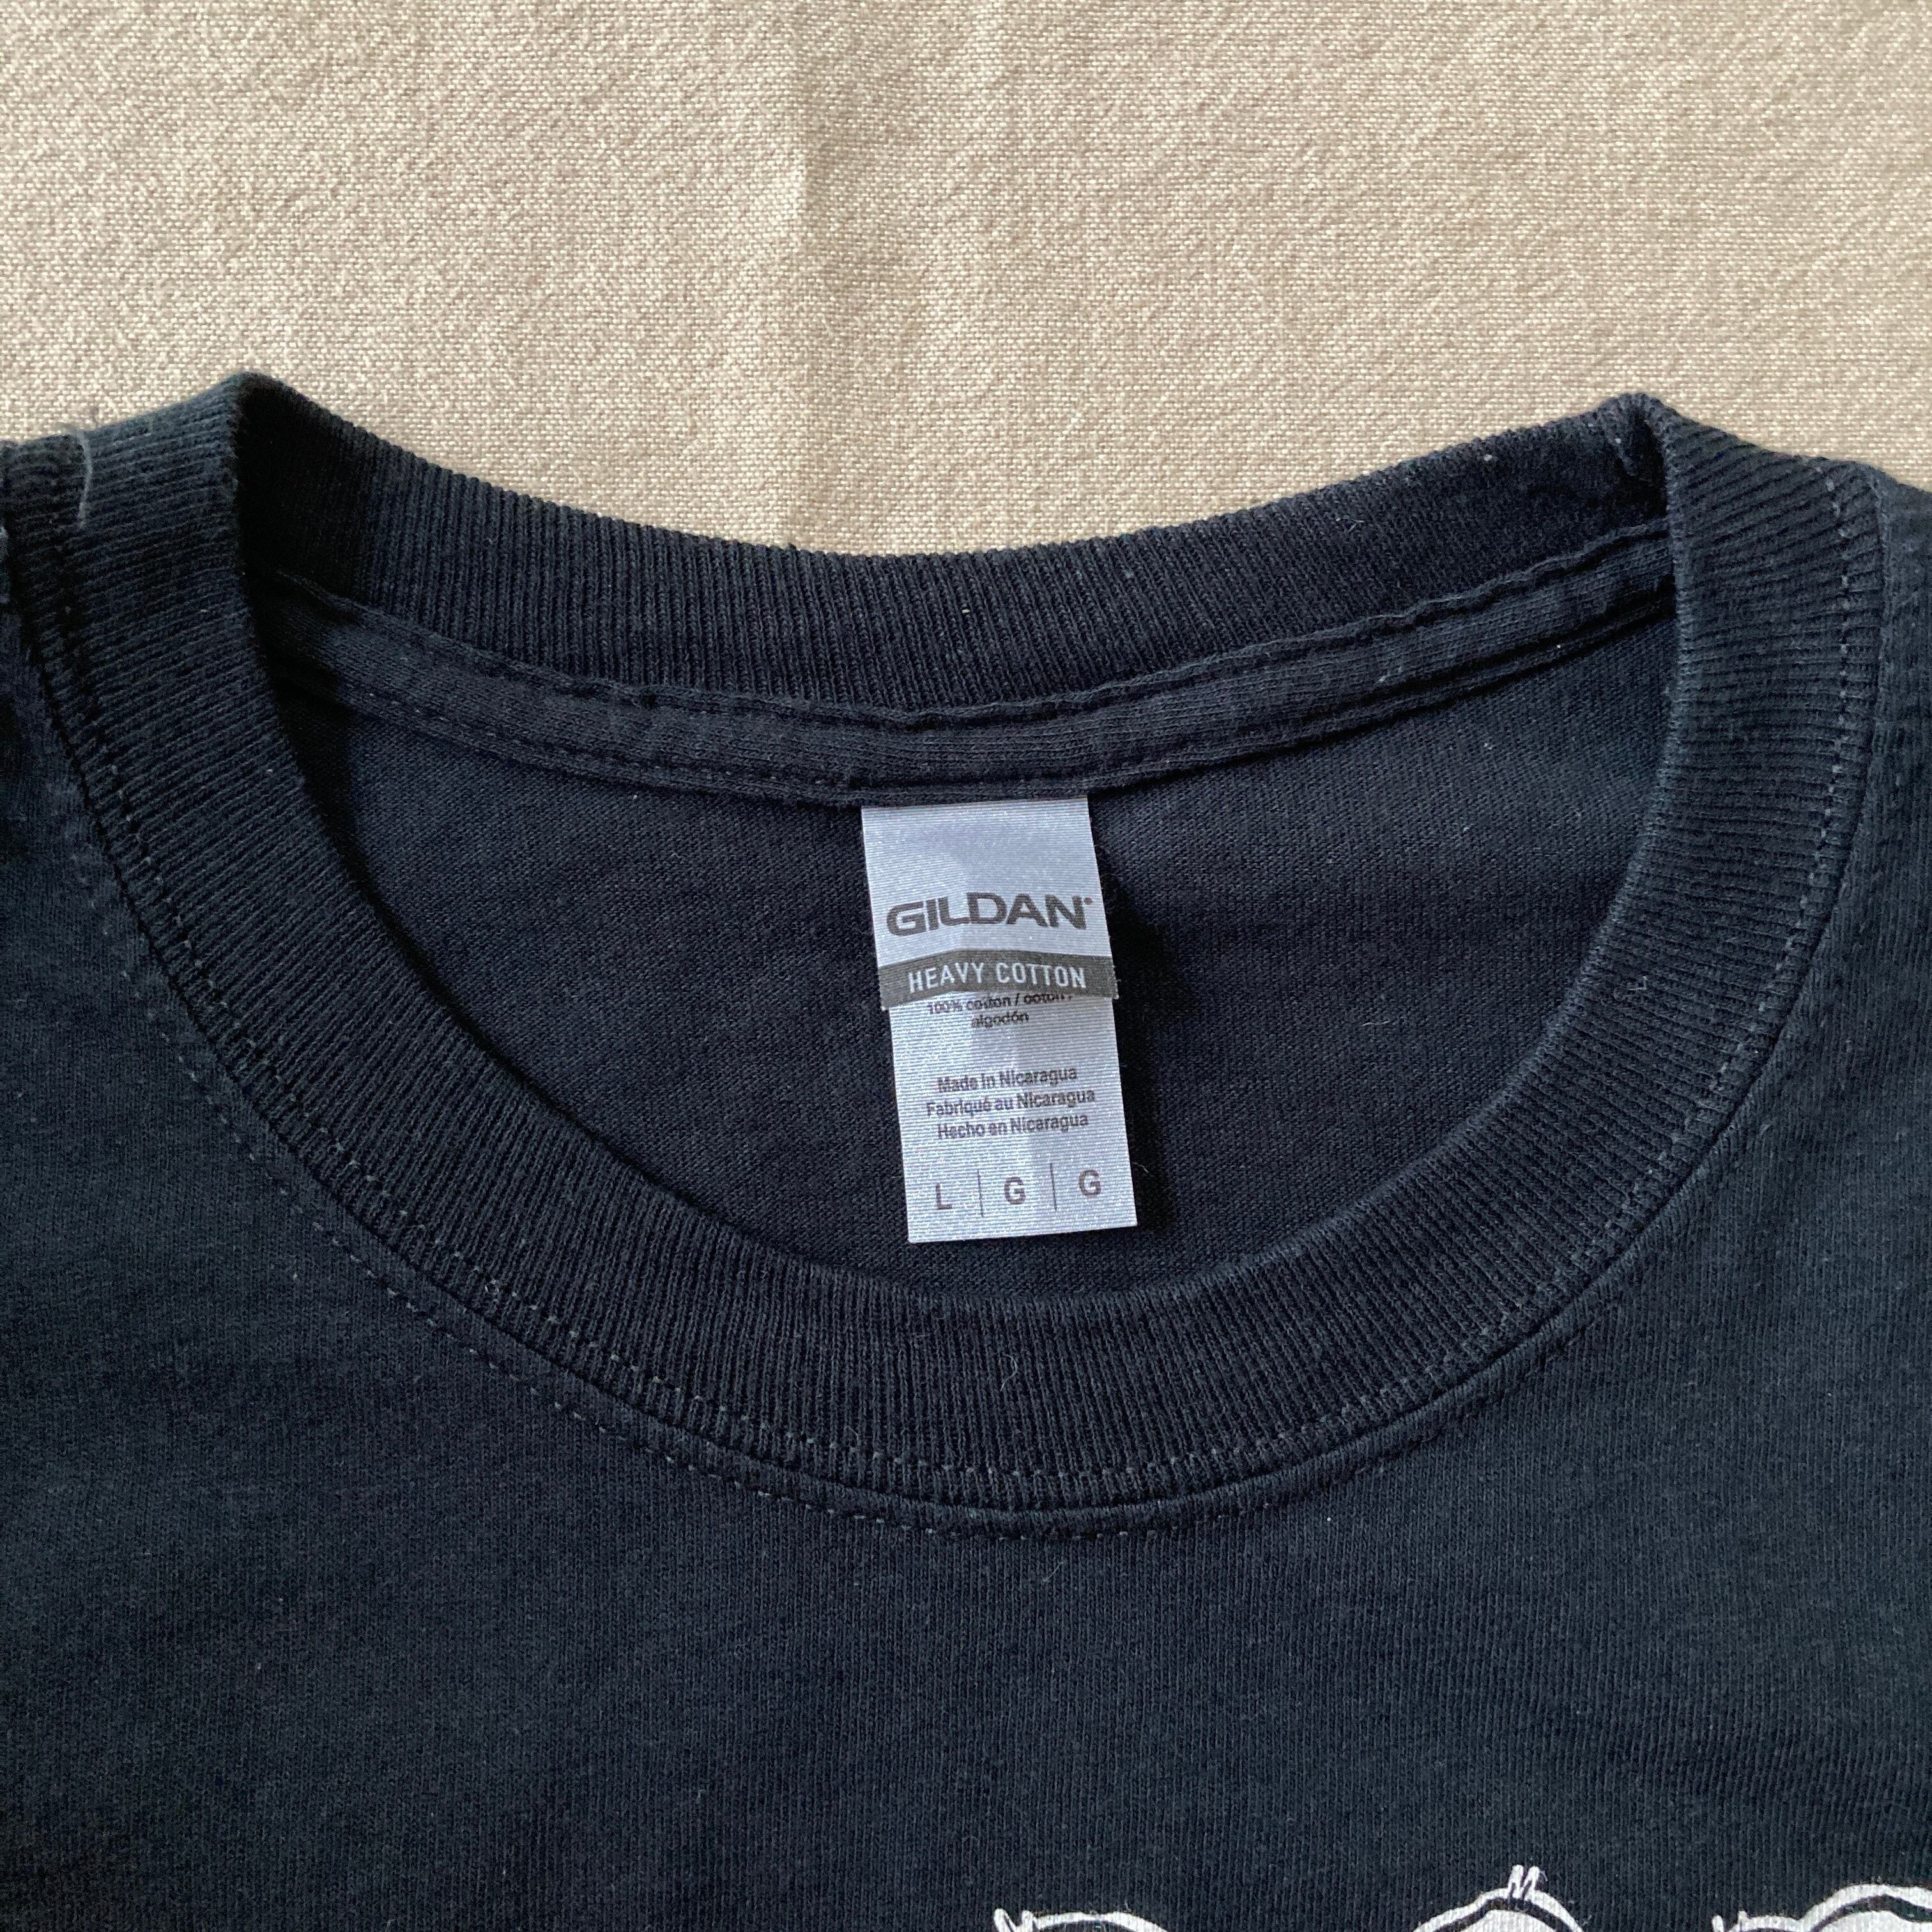 GILDAN
HEAVY COTTON
100% cotton / coton /
algodón
Made in Nicaragua
Fabriqué au Nicaragua
Hecho en Nicaragua
L | G | G